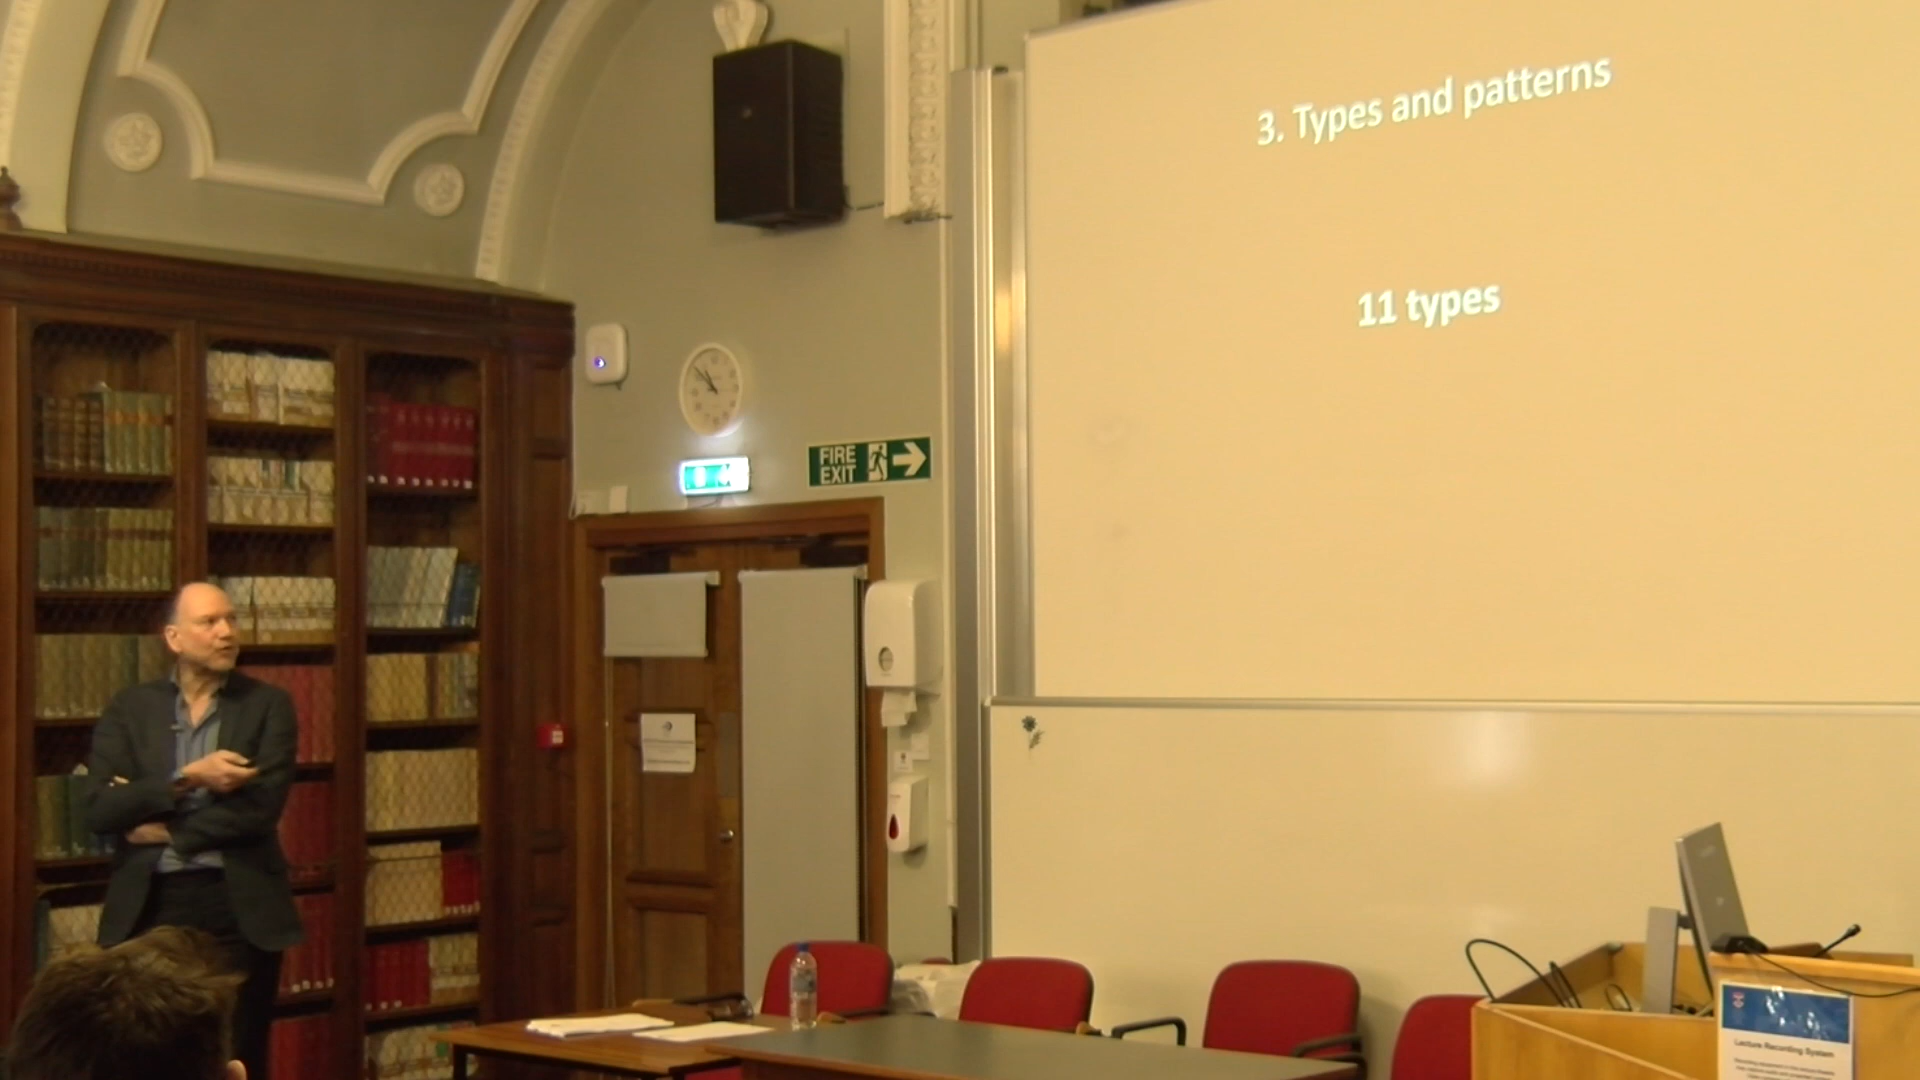 3. Types and patterns
11 types
FIRE
EXIT
Lecture Recording System